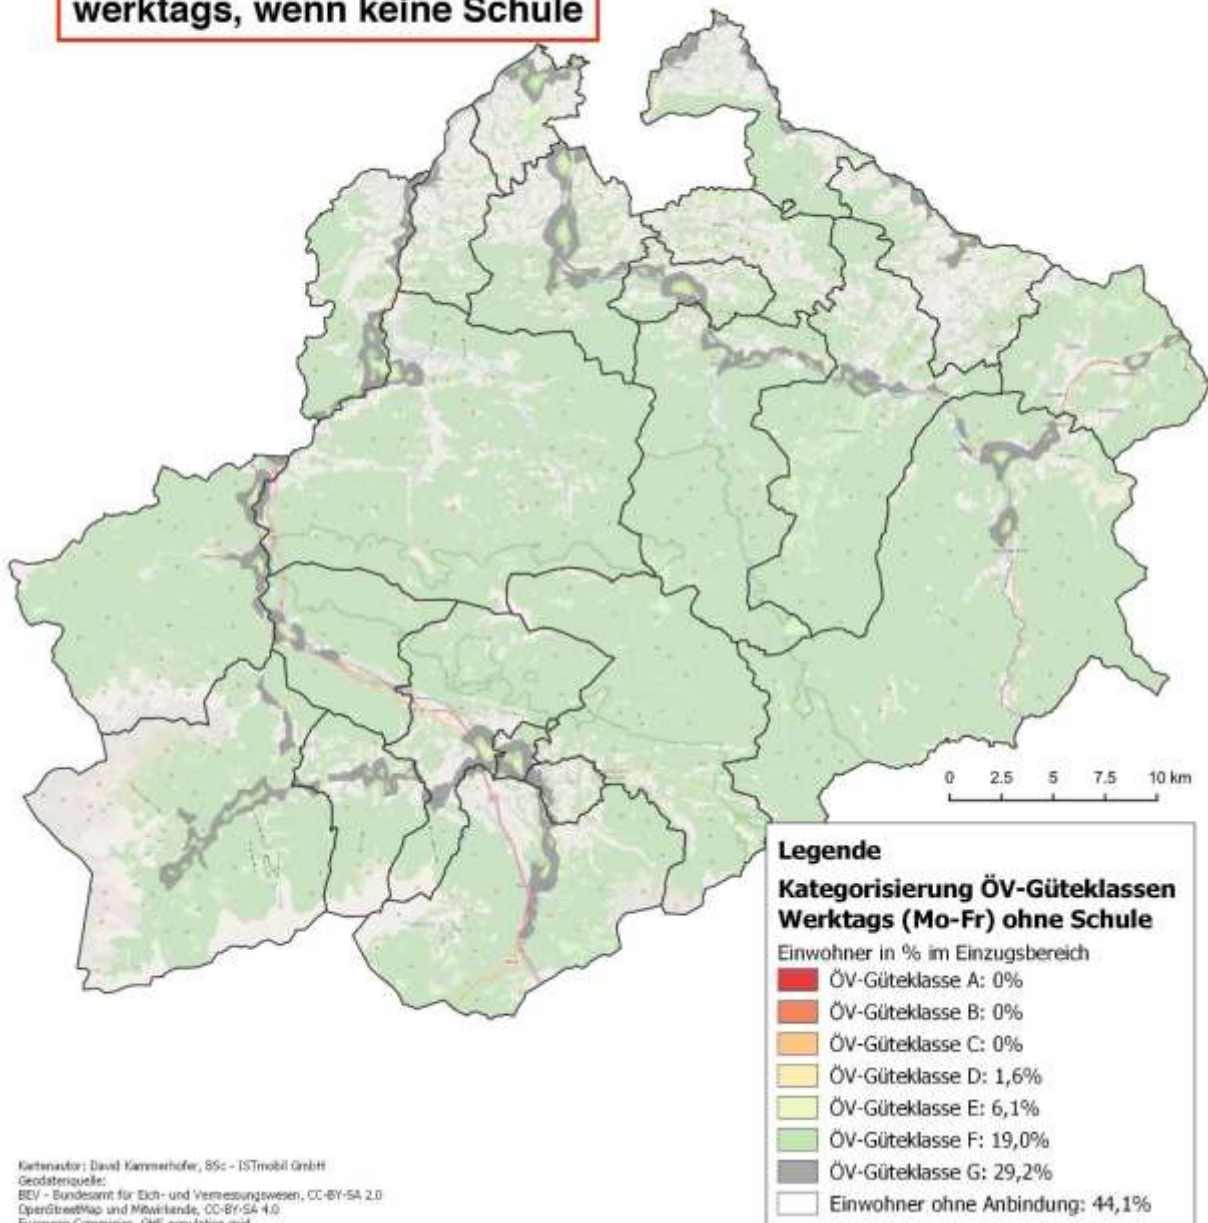 werktags, wenn keine Schule
0 2.5 5 7.5 10 km
Legende
Kategorisierung ÖV-Güteklassen
Werktags (Mo-Fr) ohne Schule
Einwohner in % im Einzugsbereich
ÖV-Güteklasse A: 0%
ÖV-Güteklasse B: 0%
ÖV-Güteklasse C: 0%
ÖV-Güteklasse D: 1,6%
ÖV-Güteklasse E: 6,1%
ÖV-Güteklasse F: 19,0%
ÖV-Güteklasse G: 29,2%
Einwohner ohne Anbindung: 44,1%
Kartenautor: David Kammerhofer, BSc - ISTmobil GmbH
Geodatenquelle:
BEV - Bundesamt für Eich- und Vermessungswesen, CC-BY-SA 2.0
OpenStreetMap und Mitwirkende, CC-BY-SA 4.0